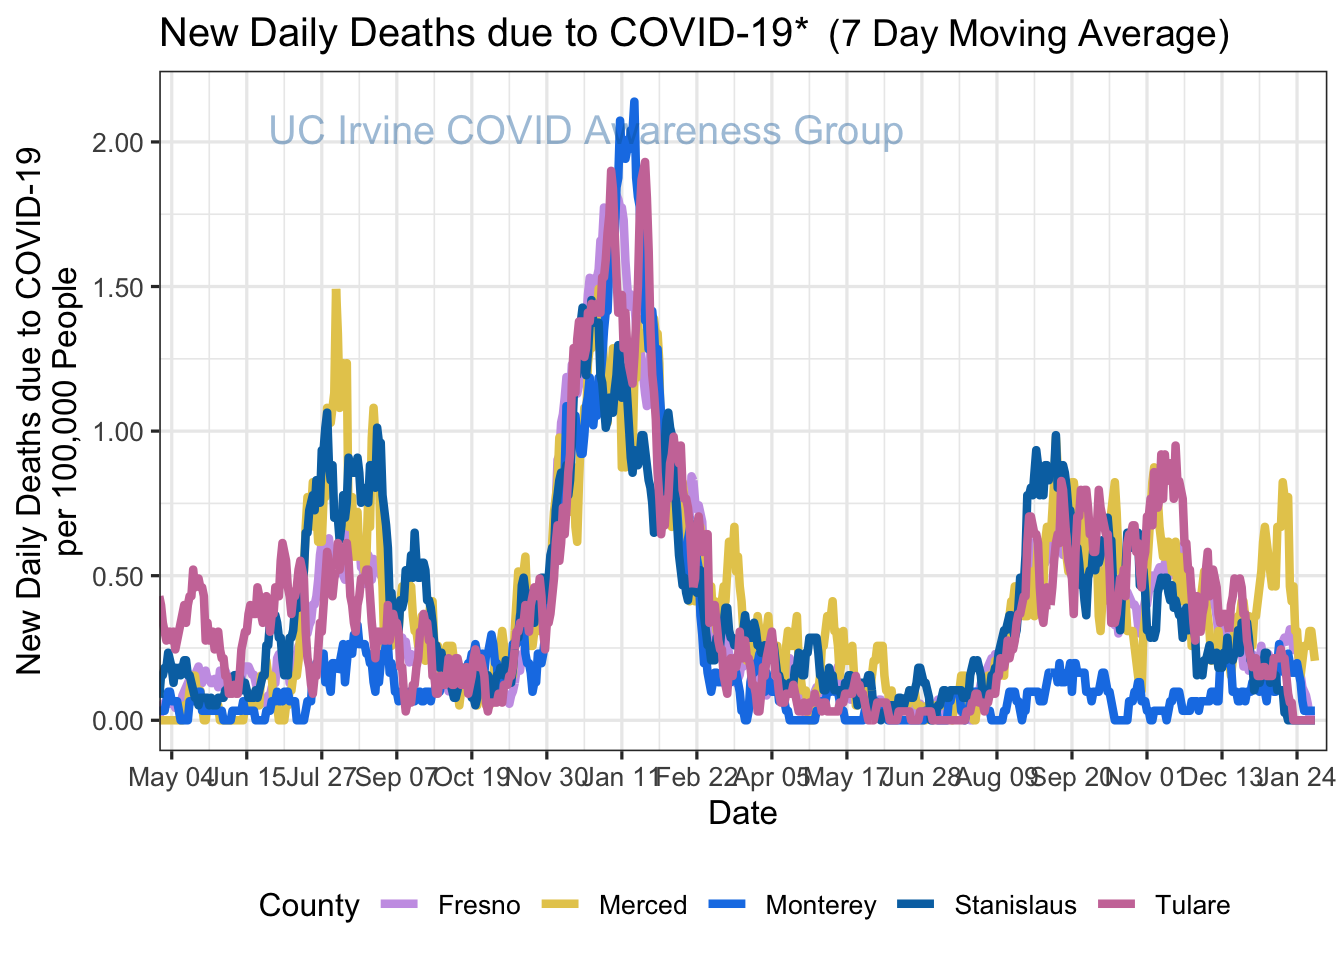 New Daily Deaths due to COVID-19* (7 Day Moving Average)
UC Irvine COVID Awareness Group
New Daily Deaths due to COVID-19
per 100,000 People
2.00
1.50
1.00
0.50
0.00
May 04 Jun 15 Jul 27 Sep 07 Oct 19 Nov 30 Jan 11 Feb 22 Apr 05 May 17 Jun 28 Aug 09 Sep 20 Nov 01 Dec 13 Jan 24
Date
County Fresno Merced Monterey Stanislaus Tulare